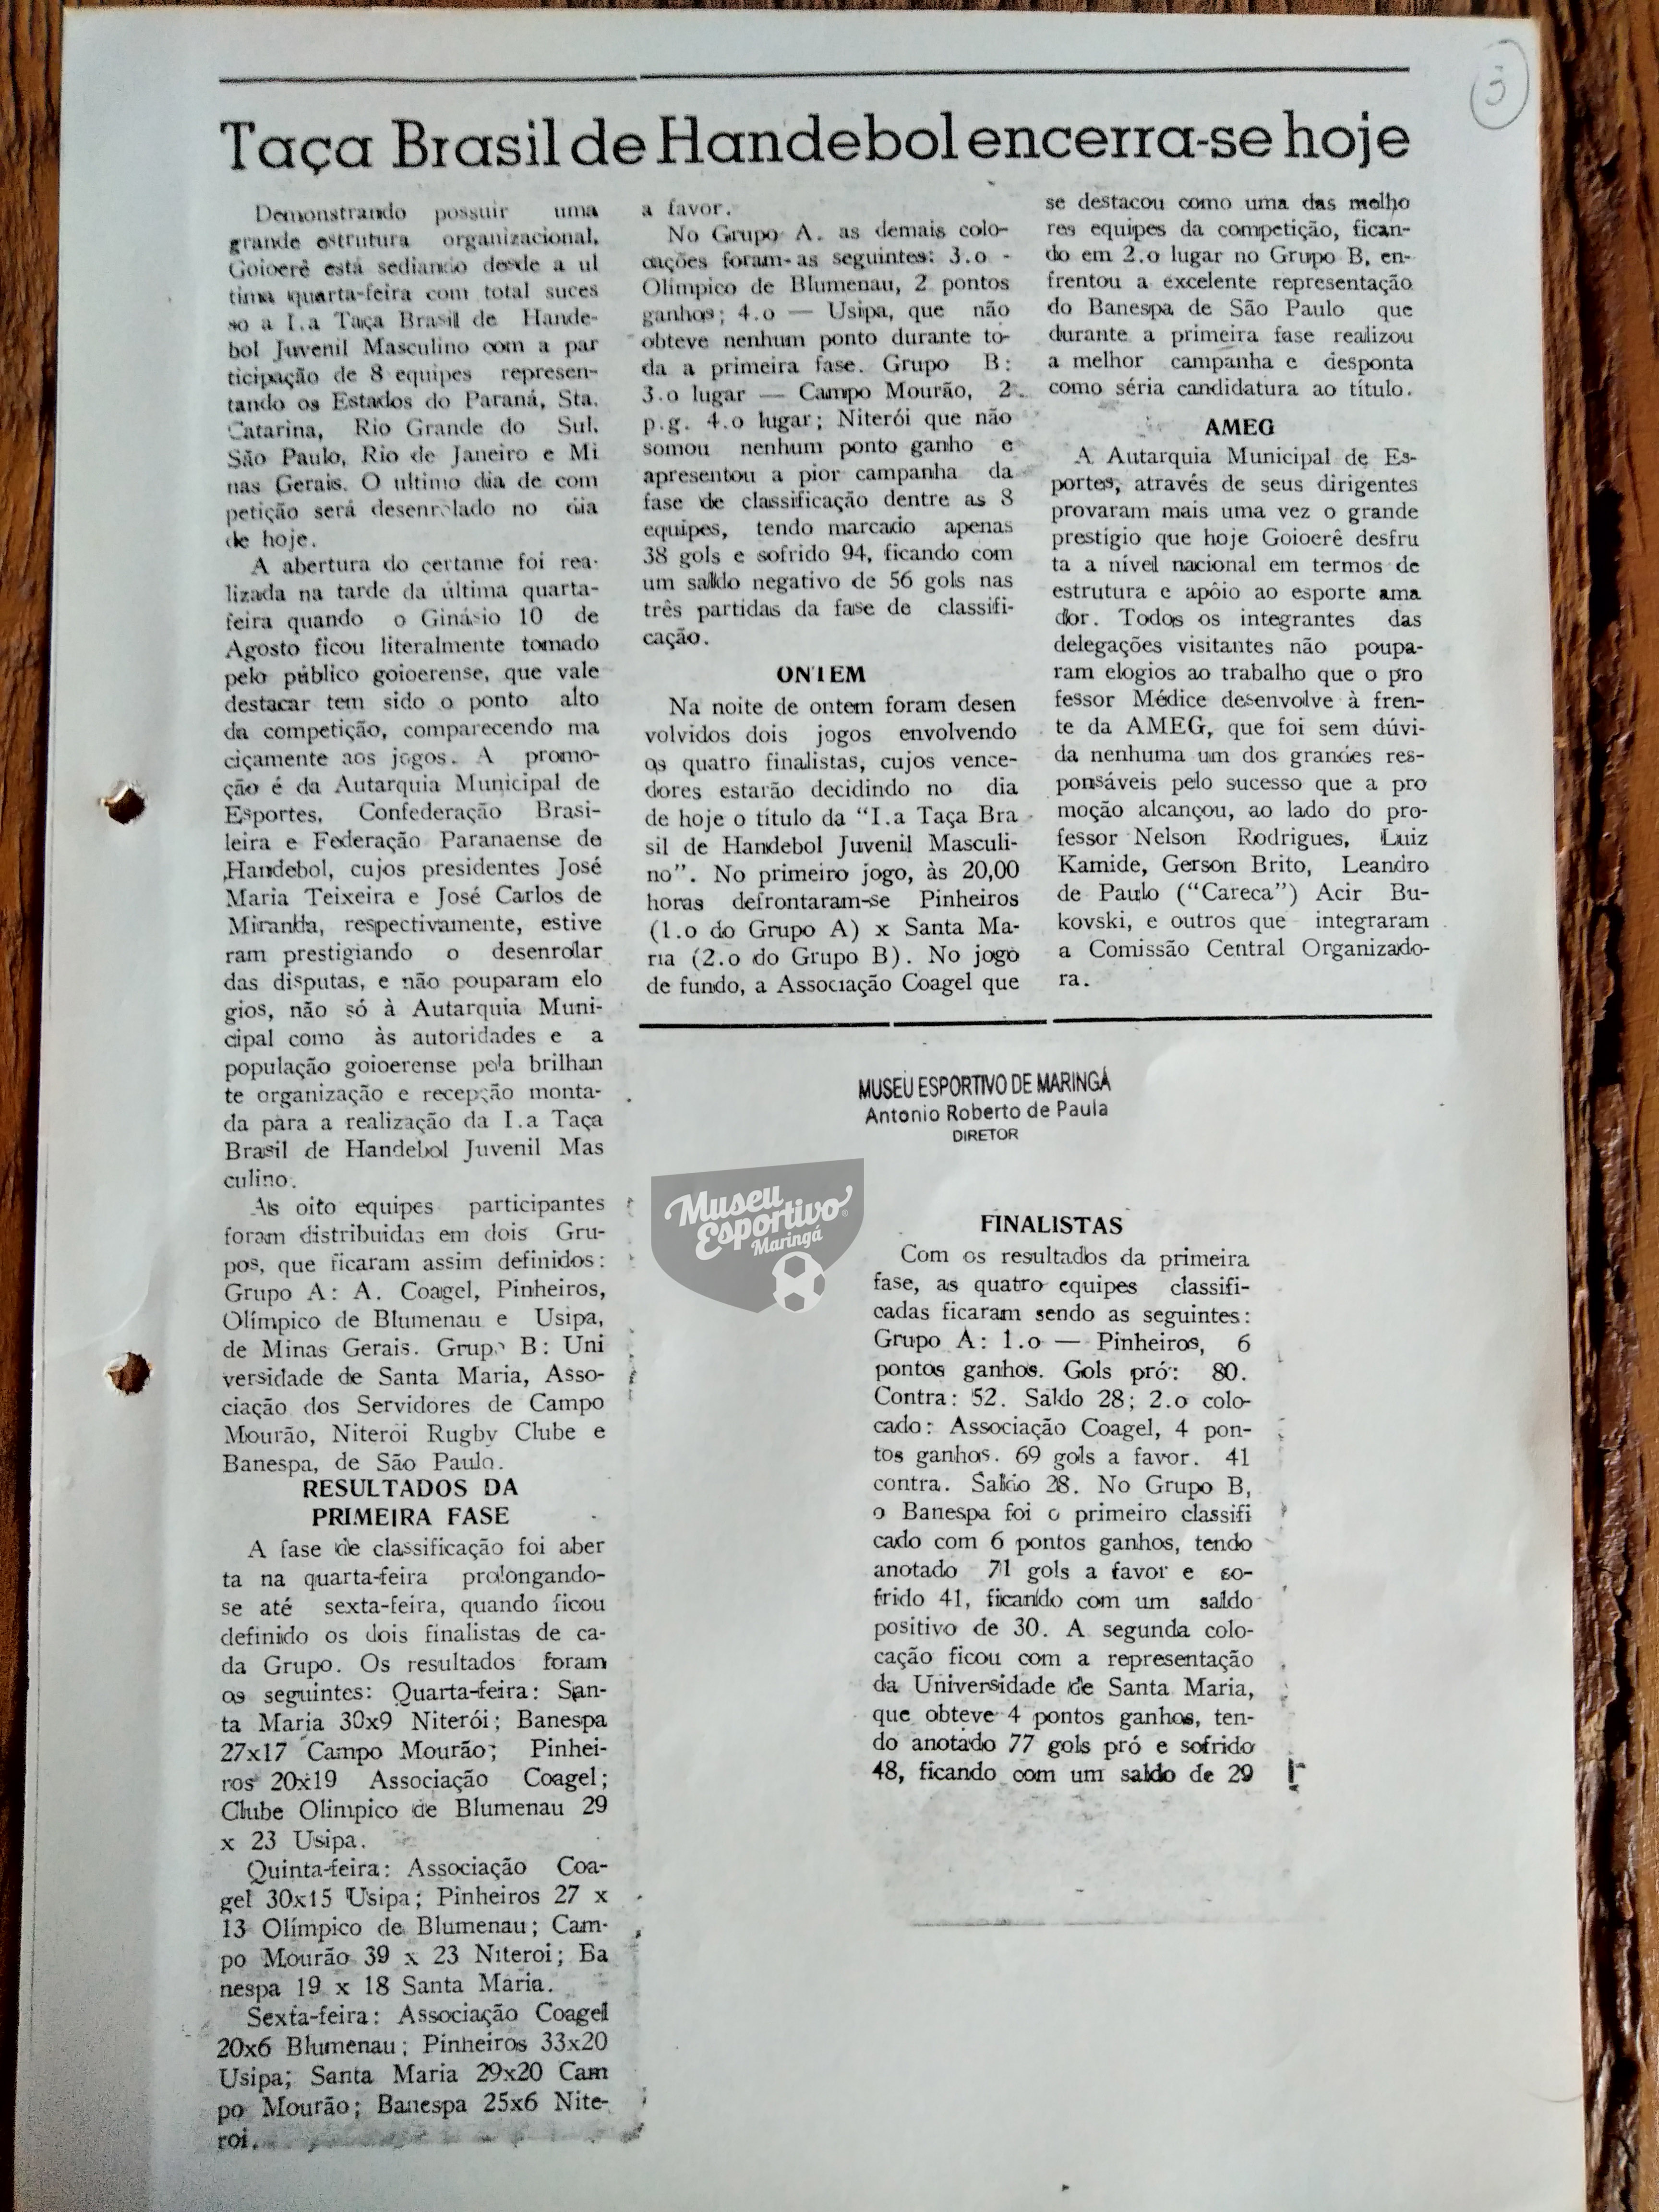 3
Taça Brasil de Handebol encerra-se hoje
Demonstrando possuir uma
grande estrutura organizacional,
Goioerê está sediando desde a ul
tima quarta-feira com total suces
so a I.a Taça Brasil de Hande-
bol Juvenil Masculino com a par
ticipação de 8 equipes represen-
tando os Estados do Paraná, Sta.
Catarina, Rio Grande do Sul,
São Paulo, Rio de Janeiro e Mi
nas Gerais. O ultimo dia de com
petição será desenrolado no dia
de hoje.
A abertura do certame foi rea-
lizada na tarde da última quarta-
feira quando o Ginásio 10 de
Agosto ficou literalmente tomado
pelo público goioerense, que vale
destacar tem sido o ponto alto
da competição, comparecendo ma
ciçamente aos jogos. A promo-
ção é da Autarquia Municipal de
Esportes, Confederação Brasi-
leira e Federação Paranaense de
Handebol, cujos presidentes José
Maria Teixeira e José Carlos de
Miranda, respectivamente, estive
ram prestigiando o desenrolar
das disputas, e não pouparam elo
gios, não só à Autarquia Muni-
cipal como às autoridades e a
população goioerense pela brilhan
te organização e recepção monta-
da para a realização da I.a Taça
Brasil de Handebol Juvenil Mas
culino.
As oito equipes participantes
foram distribuidas em dois Gru-
pos, que ficaram assim definidos:
Grupo A: A. Coagel, Pinheiros,
Olímpico de Blumenau e Usipa,
de Minas Gerais. Grupo B: Uni
versidade de Santa Maria, Asso-
ciação dos Servidores de Campo
Mourão, Niteroi Rugby Clube e
Banespa, de São Paulo.
RESULTADOS DA
PRIMEIRA FASE
A fase de classificação foi aber
ta na quarta-feira prolongando-
se até sexta-feira, quando ficou
definido os dois finalistas de ca-
da Grupo. Os resultados foram
os seguintes: Quarta-feira: San-
ta Maria 30x9 Niterói; Banespa
27x17 Campo Mourão; Pinhei-
ros 20x19 Associação Coagel;
Clube Olimpico de Blumenau 29
x 23 Usipa.
Quinta-feira: Associação Coa-
gel 30x15 Usipa; Pinheiros 27 x
13 Olímpico de Blumenau; Cam-
po Mourão 39 x 23 Niteroi; Ba
nespa 19 x 18 Santa Maria.
Sexta-feira: Associação Coagel
20x6 Blumenau; Pinheiros 33x20
Usipa; Santa Maria 29x20 Cam
po Mourão; Banespa 25x6 Nite-
roi.
a favor.
No Grupo A. as demais colo-
cações foram-as seguintes: 3.o -
Olimpico de Blumenau, 2 pontos
ganhos; 4.o — Usipa, que não
obteve nenhum ponto durante to-
da a primeira fase. Grupo B:
3.o lugar — Campo Mourão, 2
p.g. 4.o lugar; Niterói que não
somou nenhum ponto ganho e
apresentou a pior campanha da
fase de classificação dentre as 8
equipes, tendo marcado apenas
38 gols e sofrido 94, ficando com
um saldo negativo de 56 gols nas
três partidas da fase de classifi-
cação.
ONTEM
Na noite de ontem foram desen
volvidos dois jogos envolvendo
os quatro finalistas, cujos vence-
dores estarão decidindo no dia
de hoje o título da "I.a Taça Bra
sil de Handebol Juvenil Masculi-
no". No primeiro jogo, às 20,00
horas defrontaram-se Pinheiros
(1.o do Grupo A) x Santa Ma-
ria (2.o do Grupo B). No jogo
de fundo, a Associação Coagel que
se destacou como uma das melho
res equipes da competição, fican-
do em 2.o lugar no Grupo B, en-
frentou a excelente representação
do Banespa de São Paulo que
durante a primeira fase realizou
a melhor campanha e desponta
como séria candidatura ao título.
AMEG
A Autarquia Municipal de Es-
portes, através de seus dirigentes
provaram mais uma vez o grande
prestígio que hoje Goioerê desfru
ta a nível nacional em termos de
estrutura e apôio ao esporte ama
dor. Todos os integrantes das
delegações visitantes não poupa-
ram elogios ao trabalho que o pro
fessor Médice desenvolve à fren-
te da AMEG, que foi sem dúvi-
da nenhuma um dos grandes res-
ponsáveis pelo sucesso que a pro
moção alcançou, ao lado do pro-
fessor Nelson Rodrigues, Luiz
Kamide, Gerson Brito, Leandro
de Paulo ("Careca") Acir Bu-
kovski, e outros que integraram
a Comissão Central Organizado-
ra.
MUSEU ESPORTIVO DE MARINGÁ
Antonio Roberto de Paula
DIRETOR
Museu
Esportivo
Maringá
FINALISTAS
Com os resultados da primeira
fase, as quatro equipes classifi-
cadas ficaram sendo as seguintes:
Grupo A: 1.o — Pinheiros, 6
pontos ganhos. Gols pró: 80.
Contra: 52. Saldo 28; 2.o colo-
cado: Associação Coagel, 4 pon-
tos ganhos. 69 gols a favor. 41
contra. Saldo 28. No Grupo B,
o Banespa foi o primeiro classifi
cado com 6 pontos ganhos, tendo
anotado 71 gols a favor e so-
frido 41, ficando com um saldo
positivo de 30. A segunda colo-
cação ficou com a representação
da Universidade de Santa Maria,
que obteve 4 pontos ganhos, ten-
do anotado 77 gols pró e sofrido
48, ficando com um saldo de 29